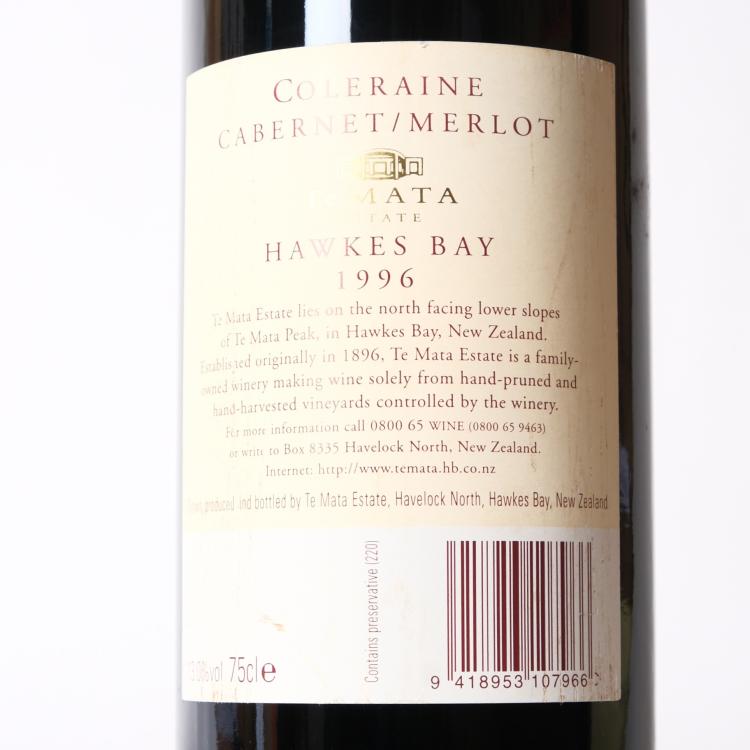 COLERAINE
CABERNET/MERLOT
Te MATA
ESTATE
HAWKES BAY
1996
Te Mata Estate lies on the north facing lower slopes
of Te Mata Peak, in Hawkes Bay, New Zealand.
Established originally in 1896, Te Mata Estate is a family-
owned winery making wine solely from hand-pruned and
hand-harvested vineyards controlled by the winery.
For more information call 0800 65 WINE (0800 65 9463)
or write to Box 8335 Havelock North, New Zealand.
Internet: http://www.temata.hb.co.nz
produced and bottled by Te Mata Estate, Havelock North, Hawkes Bay, New Zealand
Contains preservative (220)
13.0%vol 75cl e
9 418953 107966